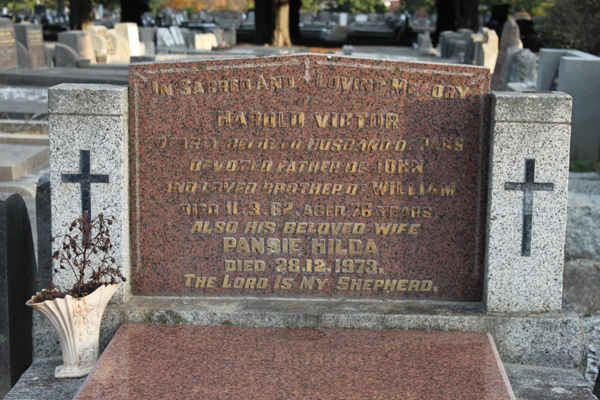 In Sacred And Loving Memory
of
Harold Victor
Beloved Husband of Pans
Devoted Father of John
And Loved Brother of William
Died 11.3.62. Aged 76 Years
Also His Beloved Wife
Pansie Hilda
Died 28.12.1973.
The Lord Is My Shepherd.